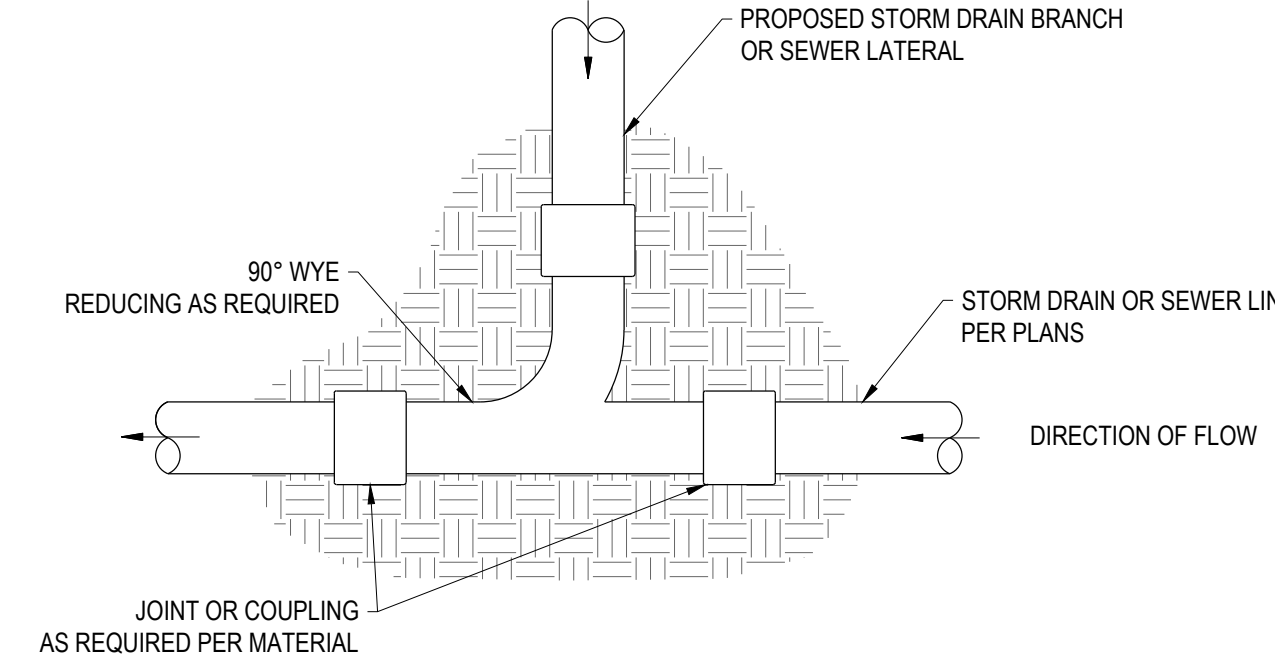 PROPOSED STORM DRAIN BRANCH
OR SEWER LATERAL
90° WYE
REDUCING AS REQUIRED
STORM DRAIN OR SEWER LIN
PER PLANS
DIRECTION OF FLOW
JOINT OR COUPLING
AS REQUIRED PER MATERIAL